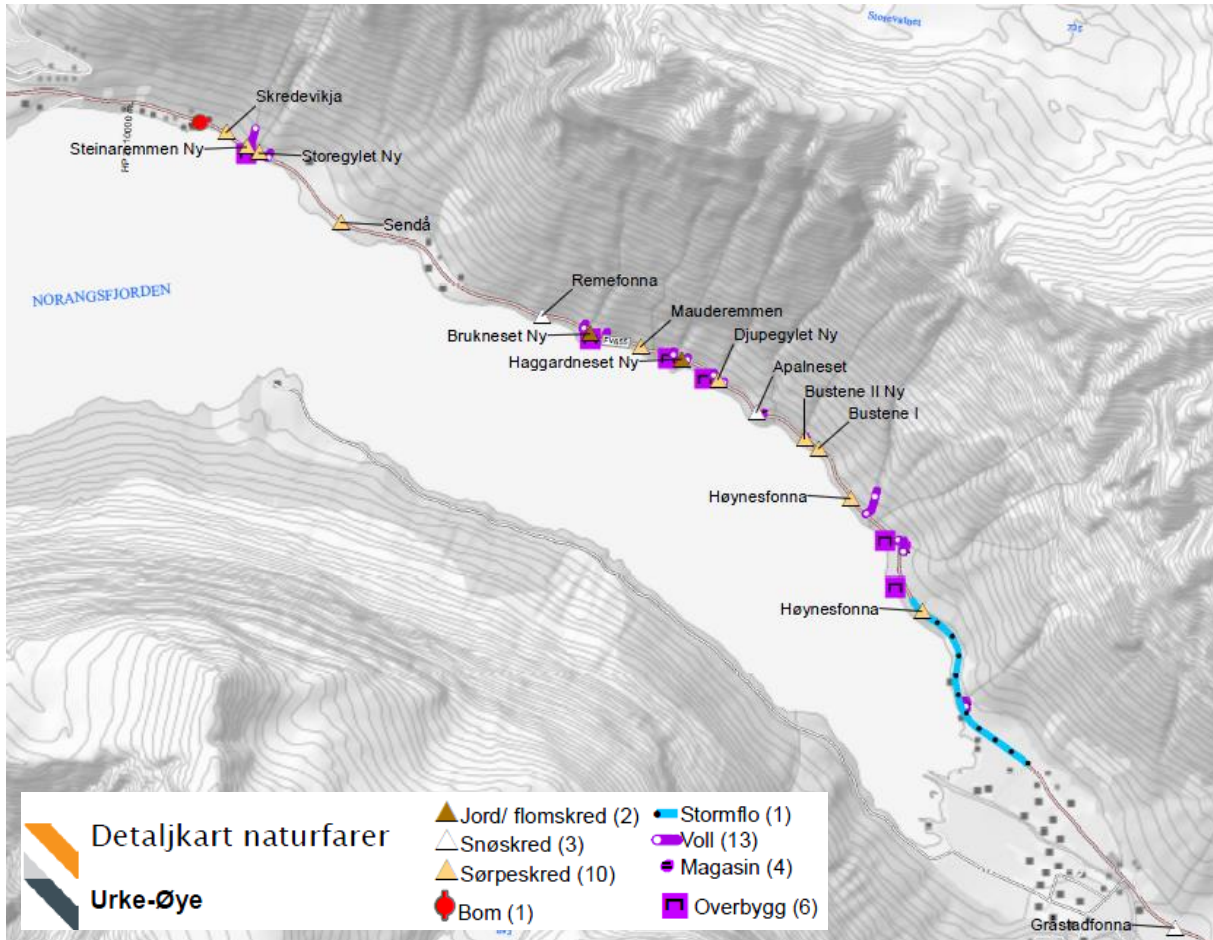 Storevatnet
Skredevikja
Steinaremmen Ny
Storegylet Ny
Sendå
NORANGSFJORDEN
Remefonna
Mauderemmen
Brukneset Ny
FV655
Djupegylet Ny
Haggardneset Ny
Apalneset
Bustene II Ny
Bustene I
Høynesfonna
Høynesfonna
Gråstadfonna
Detaljkart naturfarer
Urke-Øye
Jord/ flomskred (2)
Snøskred (3)
Sørpeskred (10)
Bom (1)
Stormflo (1)
Voll (13)
Magasin (4)
Overbygg (6)